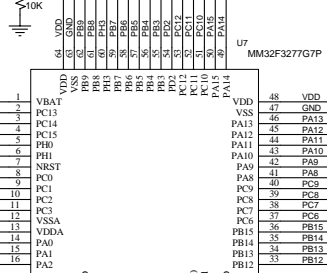 10K
VDD GND PB9 PB8 PH3 PB7 PB6 PB5 PB4 PB3 PD2 PC12 PC11 PC10 PA15 PA14
64 63 62 61 60 59 58 57 56 55 54 53 52 51 50 49
U7
MM32F3277G7P
VDD VSS PB9 PB8 PH3 PB7 PB6 PB5 PB4 PB3 PD2 PC12 PC11 PC10 PA15 PA14
1 VBAT VDD 48 VDD
2 PC13 VSS 47 GND
3 PC14 PA13 46 PA13
4 PC15 PA12 45 PA12
5 PH0 PA11 44 PA11
6 PH1 PA10 43 PA10
7 NRST PA9 42 PA9
8 PC0 PA8 41 PA8
9 PC1 PC9 40 PC9
10 PC2 PC8 39 PC8
11 PC3 PC7 38 PC7
12 VSSA PC6 37 PC6
13 VDDA PB15 36 PB15
14 PA0 PB14 35 PB14
15 PA1 PB13 34 PB13
16 PA2 PB12 33 PB12